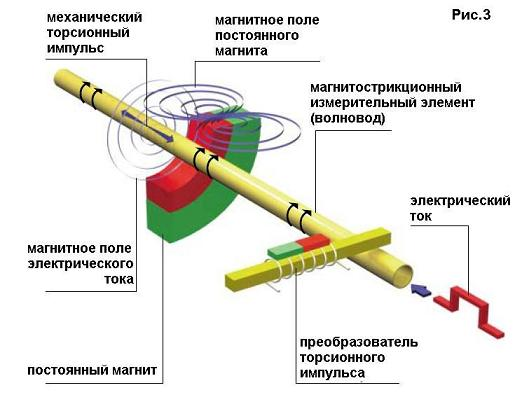 Рис.3
механический
торсионный
импульс
магнитное поле
постоянного
магнита
магнитострикционный
измерительный элемент
(волновод)
электрический
ток
магнитное поле
электрического
тока
преобразователь
торсионного
импульса
постоянный магнит